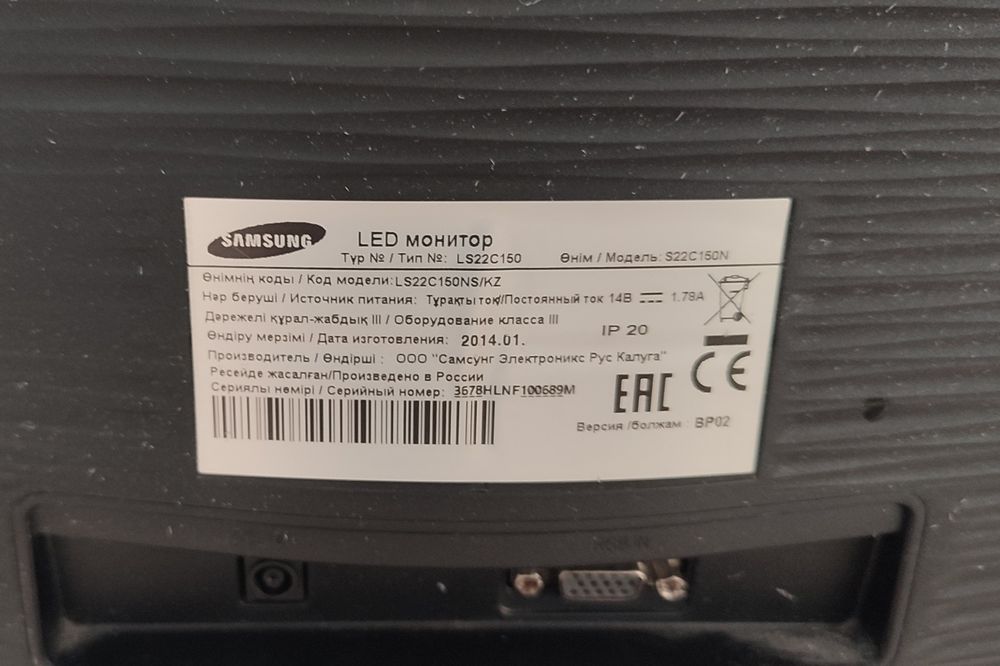 SAMSUNG
LED монитор
Түр № / Тип №: LS22C150
Өнім / Модель: S22C150N
Өнімнің коды / Код модели: LS22C150NS/KZ
Нәр беруші / Источник питания: Тұрақты ток/Постоянный ток 14В 1.78A
Дәрежелі құрал-жабдық III / Оборудование класса III
IP 20
Өндіру мерзімі / Дата изготовления: 2014.01.
Производитель / Өндірші : ООО "Самсунг Электроникс Рус Калуга"
Ресейде жасалған/Произведено в России
Сериялы нөмірі / Серийный номер: 3678HLNF100689M
EAC CE
Версия /болжам : BP02